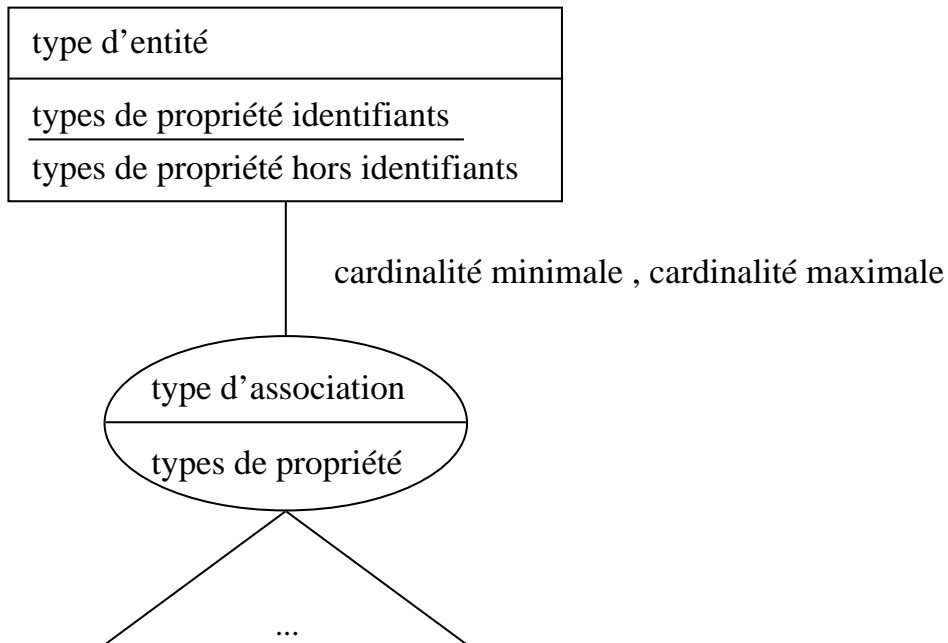 type d’entité
types de propriété identifiants
types de propriété hors identifiants
cardinalité minimale , cardinalité maximale
type d’association
types de propriété
...